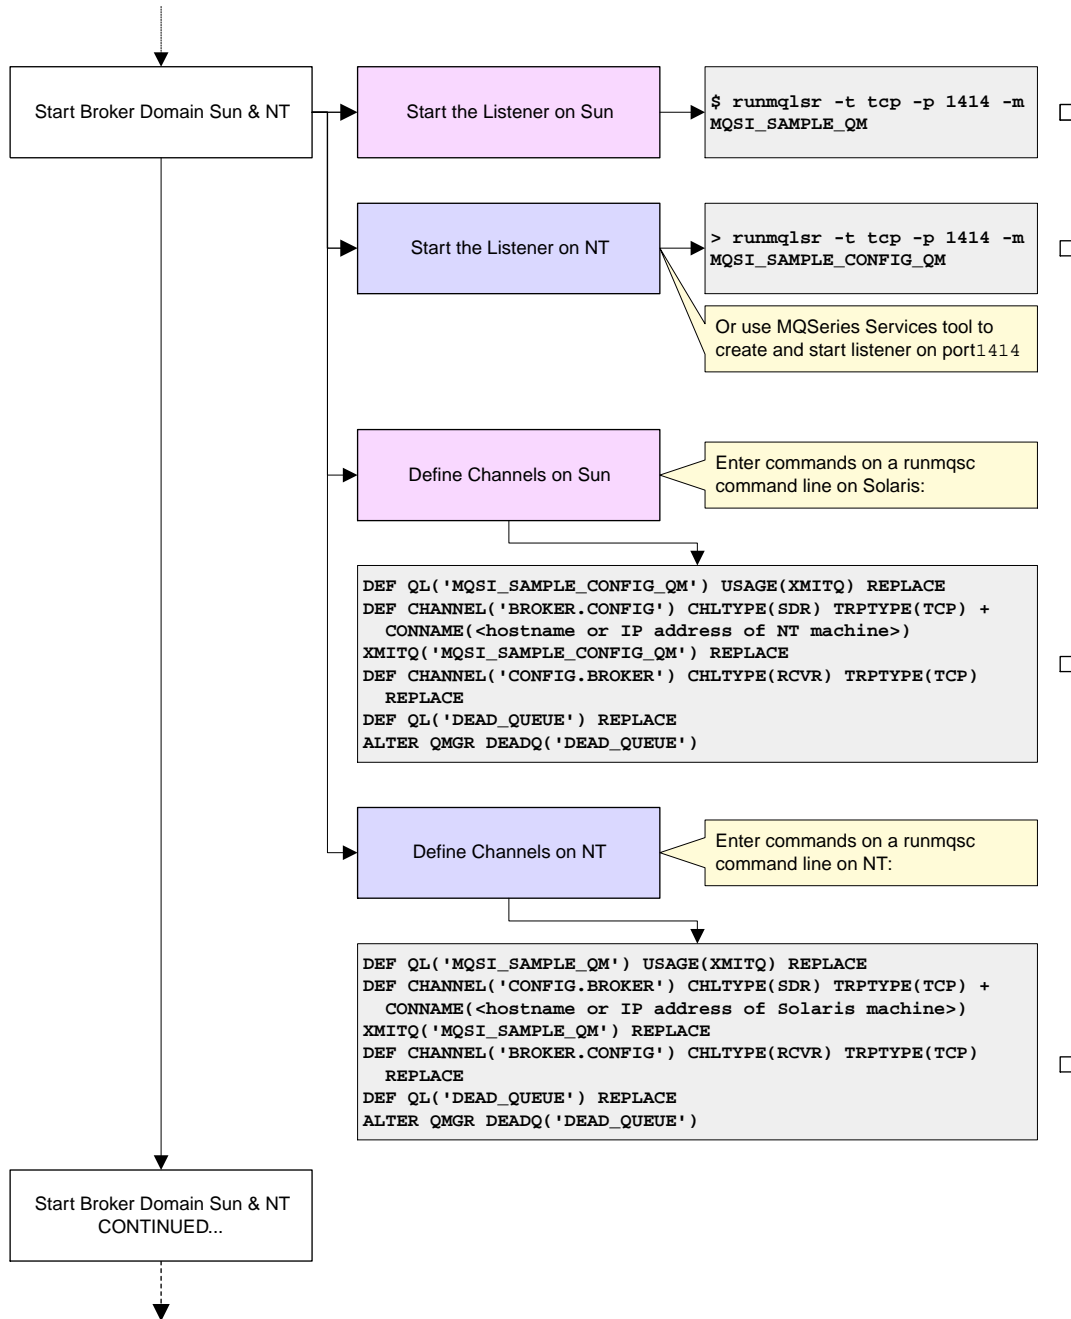 Start Broker Domain Sun & NT
Start the Listener on Sun
$ runmqlsr -t tcp -p 1414 -m
MQSI_SAMPLE_QM
Start the Listener on NT
> runmqlsr -t tcp -p 1414 -m
MQSI_SAMPLE_CONFIG_QM
Or use MQSeries Services tool to
create and start listener on port1414
Define Channels on Sun
Enter commands on a runmqsc
command line on Solaris:
DEF QL('MQSI_SAMPLE_CONFIG_QM') USAGE(XMITQ) REPLACE
DEF CHANNEL('BROKER.CONFIG') CHLTYPE(SDR) TRPTYPE(TCP) +
CONNAME(<hostname or IP address of NT machine>)
XMITQ('MQSI_SAMPLE_CONFIG_QM') REPLACE
DEF CHANNEL('CONFIG.BROKER') CHLTYPE(RCVR) TRPTYPE(TCP)
REPLACE
DEF QL('DEAD_QUEUE') REPLACE
ALTER QMGR DEADQ('DEAD_QUEUE')
Define Channels on NT
Enter commands on a runmqsc
command line on NT:
DEF QL('MQSI_SAMPLE_QM') USAGE(XMITQ) REPLACE
DEF CHANNEL('CONFIG.BROKER') CHLTYPE(SDR) TRPTYPE(TCP) +
CONNAME(<hostname or IP address of Solaris machine>)
XMITQ('MQSI_SAMPLE_QM') REPLACE
DEF CHANNEL('BROKER.CONFIG') CHLTYPE(RCVR) TRPTYPE(TCP)
REPLACE
DEF QL('DEAD_QUEUE') REPLACE
ALTER QMGR DEADQ('DEAD_QUEUE')
Start Broker Domain Sun & NT
CONTINUED...